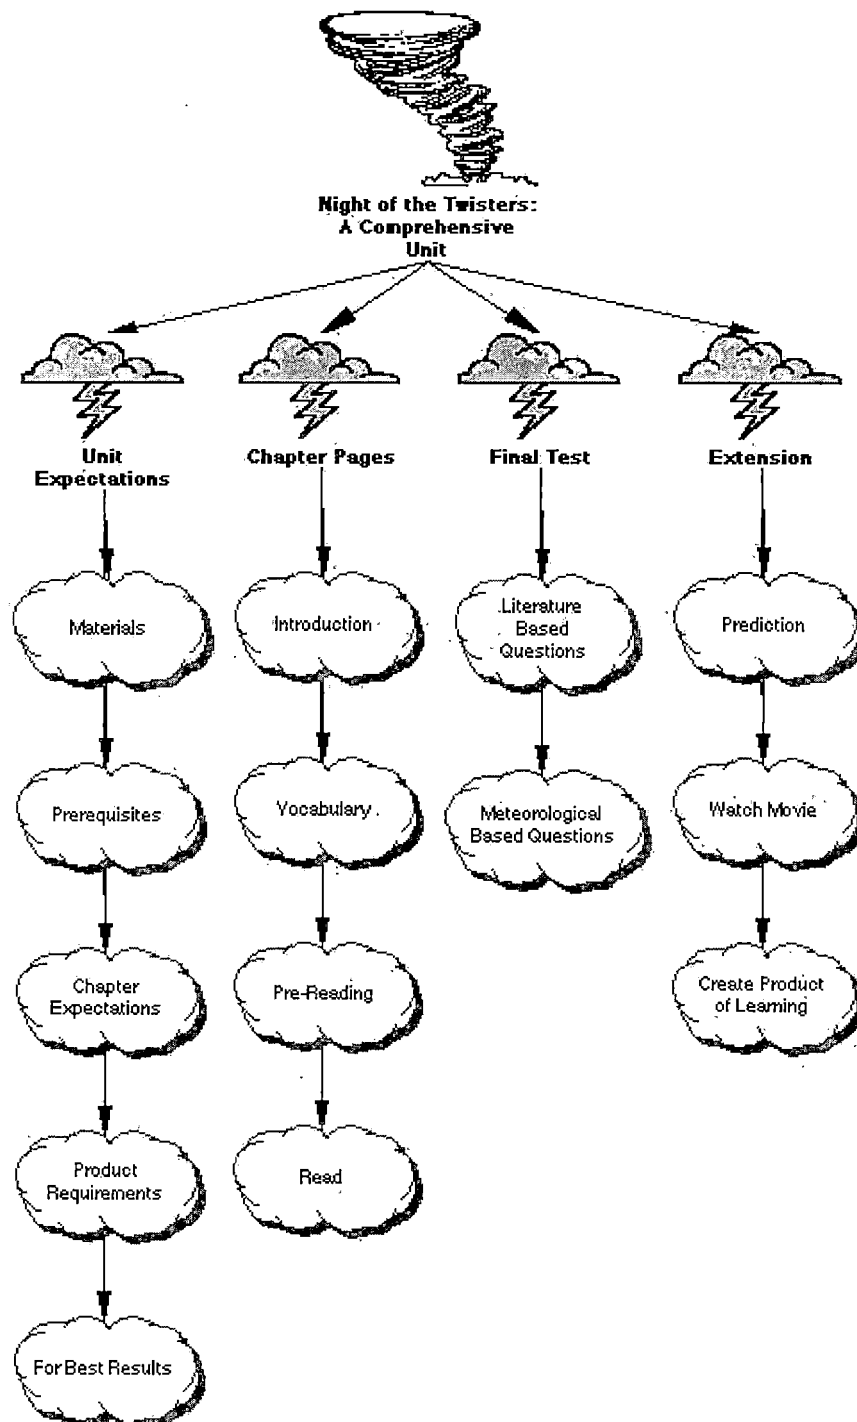 Night of the Twisters:
A Comprehensive
Unit
Unit
Expectations
Chapter Pages
Final Test
Extension
Materials
Introduction
Literature
Based
Questions
Prediction
Prerequisites
Vocabulary
Meteorological
Based Questions
Watch Movie
Chapter
Expectations
Pre-Reading
Create Product
of Learning
Product
Requirements
Read
For Best Results